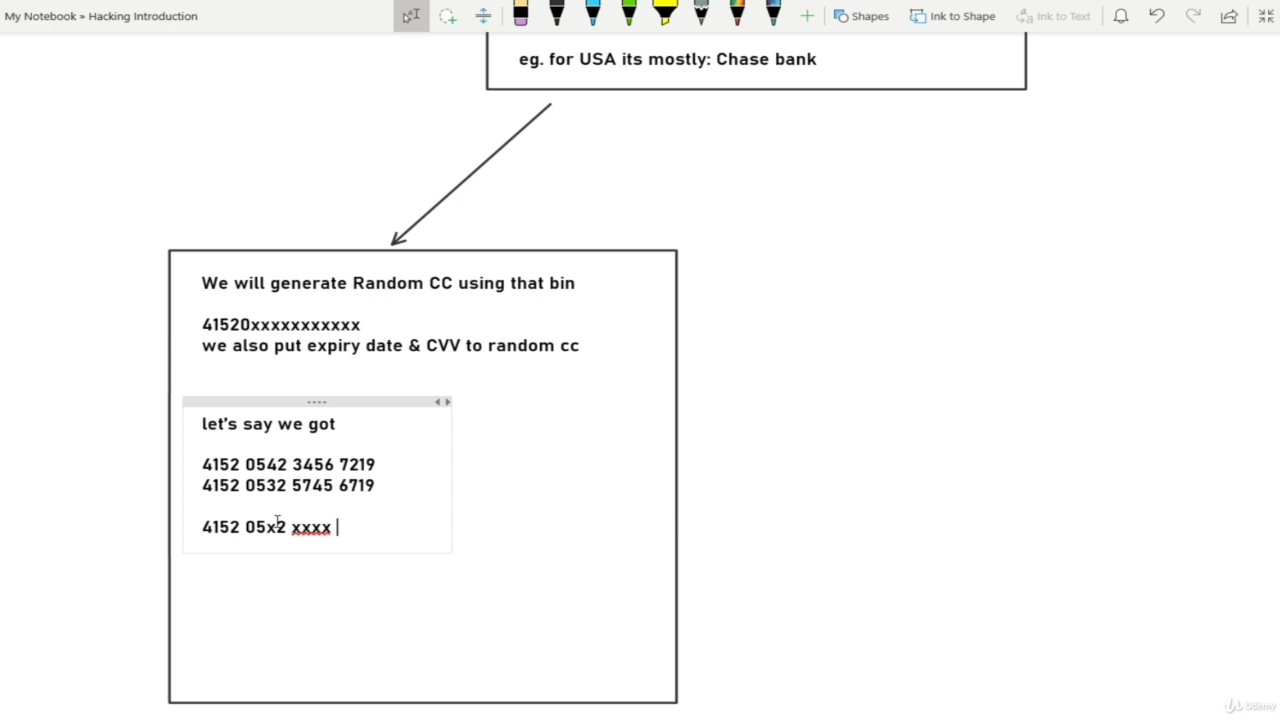 My Notebook » Hacking Introduction
Shapes
Ink to Shape
Ink to Text
eg. for USA its mostly: Chase bank
We will generate Random CC using that bin
41520xxxxxxxxxxx
we also put expiry date & CVV to random cc
let's say we got
4152 0542 3456 7219
4152 0532 5745 6719
4152 05x2 xxxx
udemy